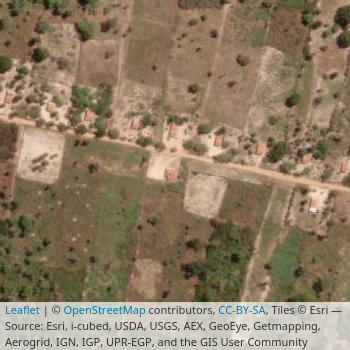 Leaflet | © OpenStreetMap contributors, CC-BY-SA, Tiles © Esri —
Source: Esri, i-cubed, USDA, USGS, AEX, GeoEye, Getmapping,
Aerogrid, IGN, IGP, UPR-EGP, and the GIS User Community